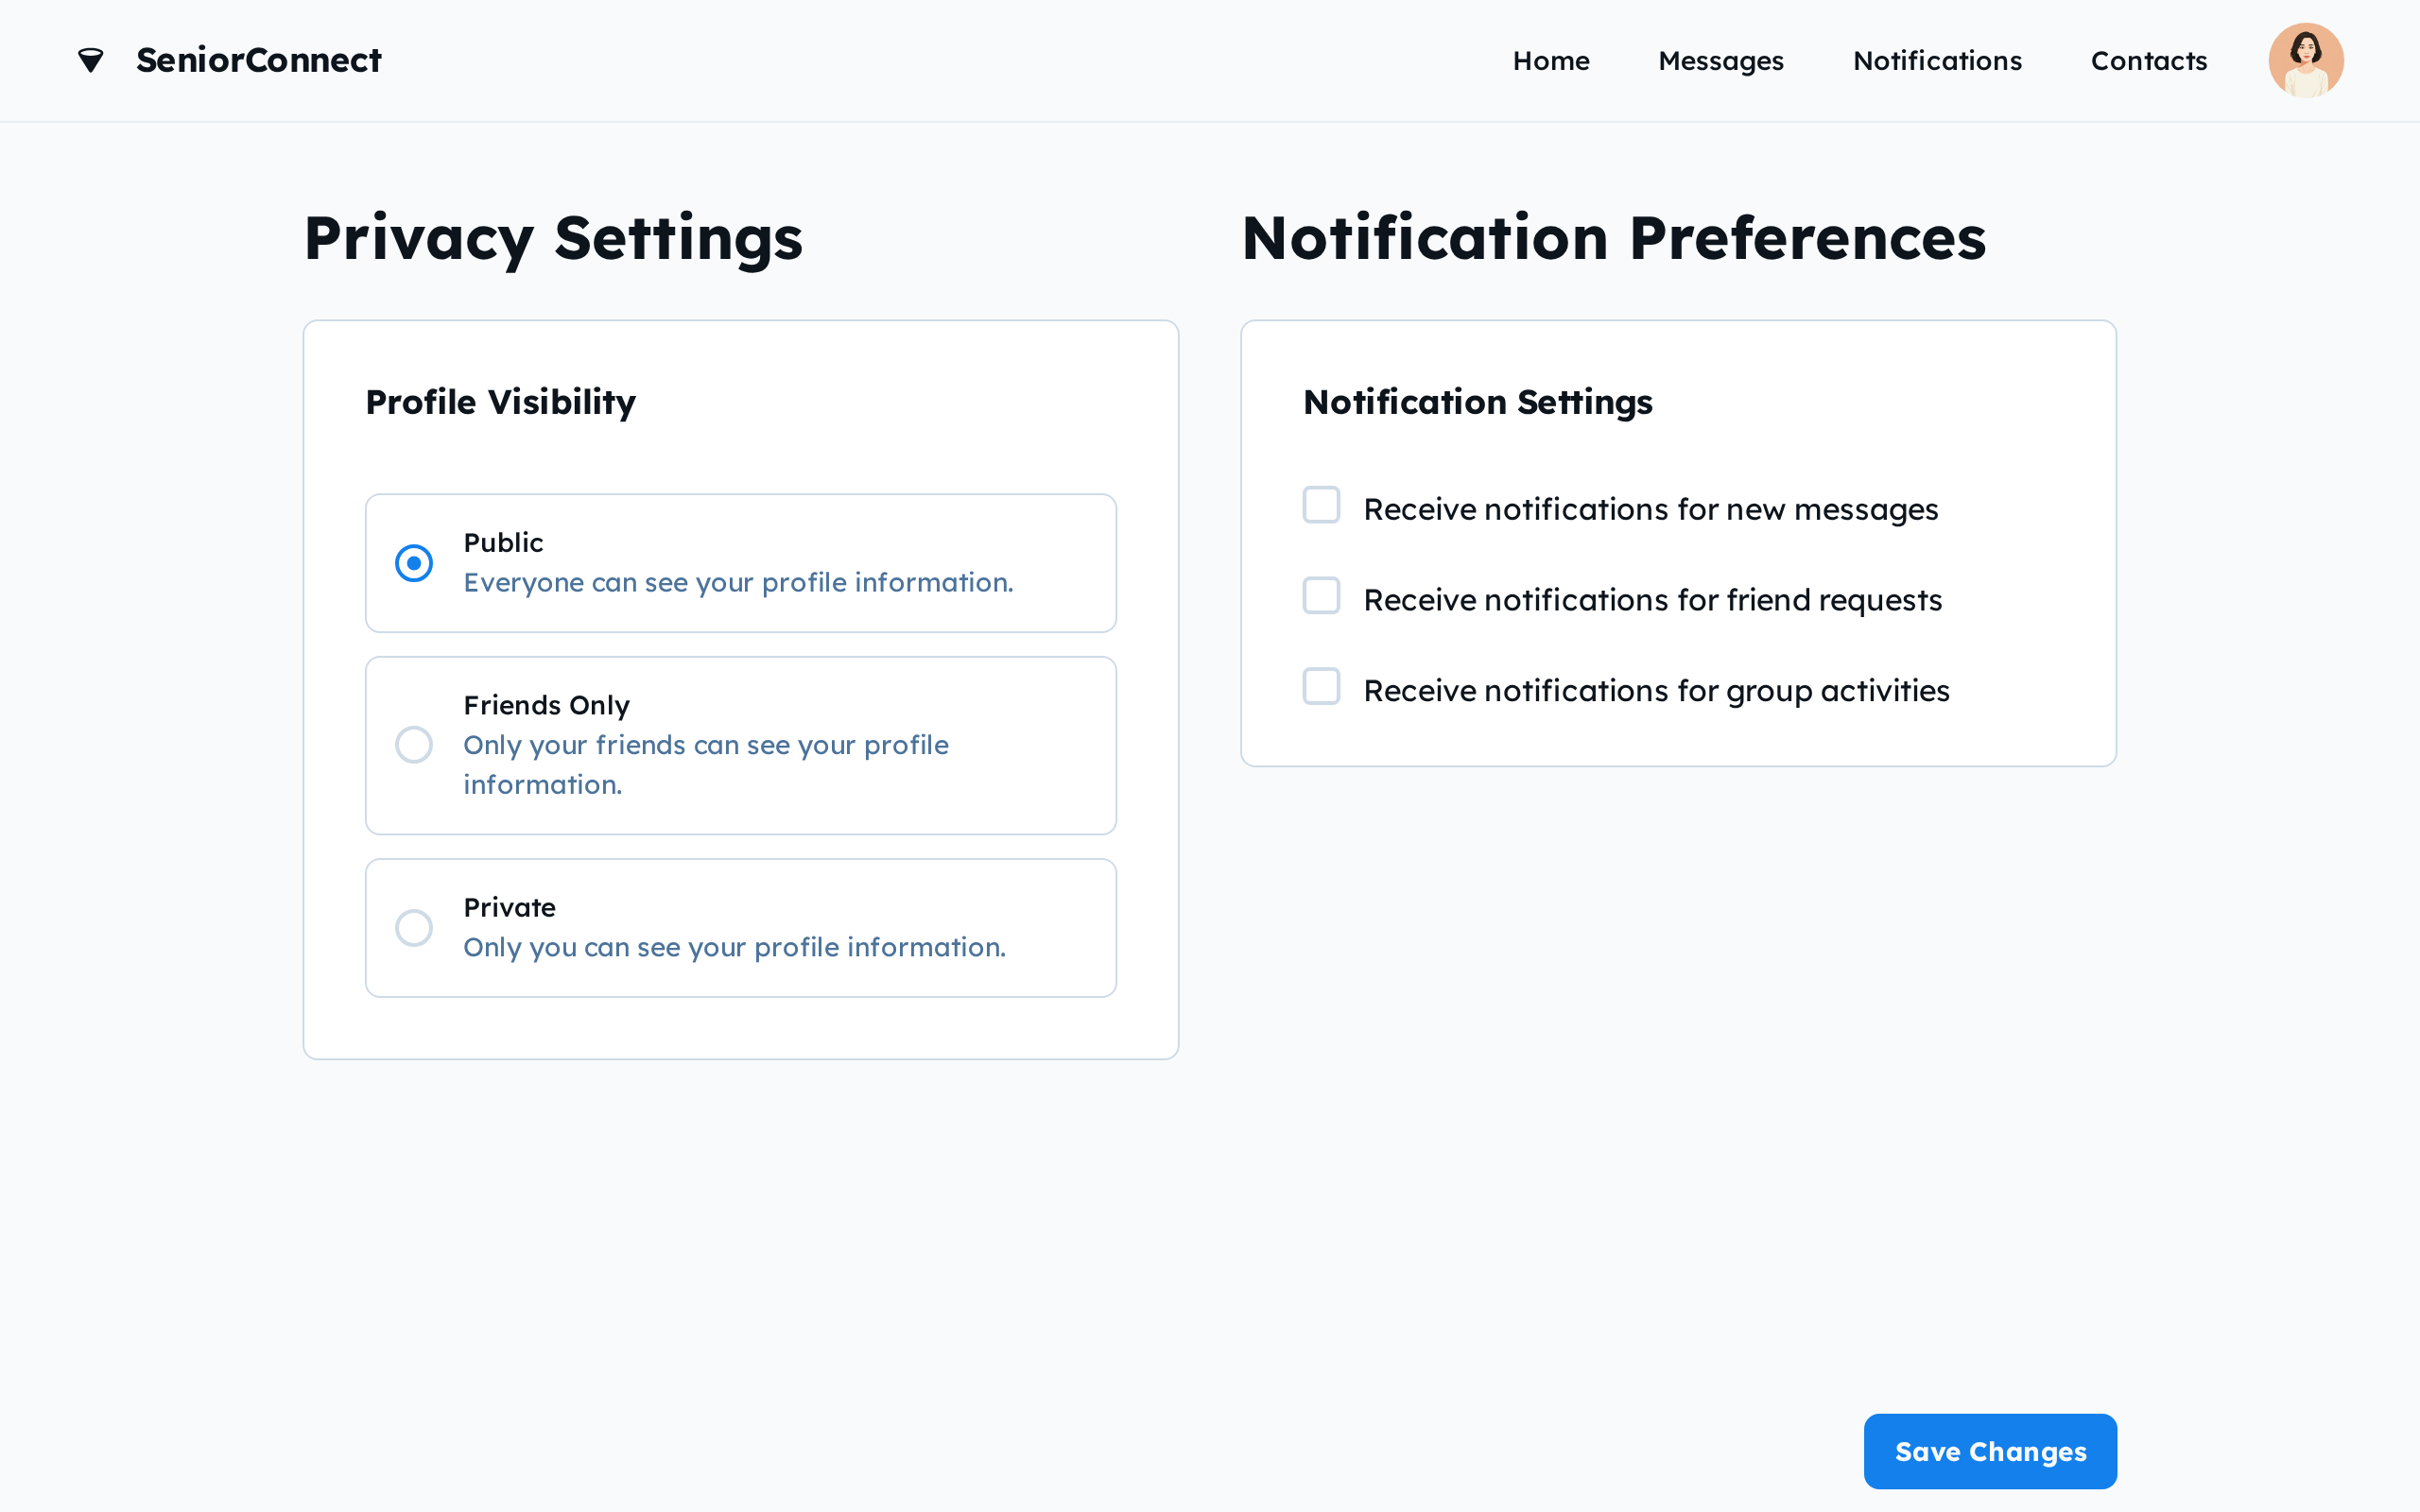 SeniorConnect
Home
Messages
Notifications
Contacts
Privacy Settings
Profile Visibility
Public
Everyone can see your profile information.
Friends Only
Only your friends can see your profile
information.
Private
Only you can see your profile information.
Notification Preferences
Notification Settings
Receive notifications for new messages
Receive notifications for friend requests
Receive notifications for group activities
Save Changes